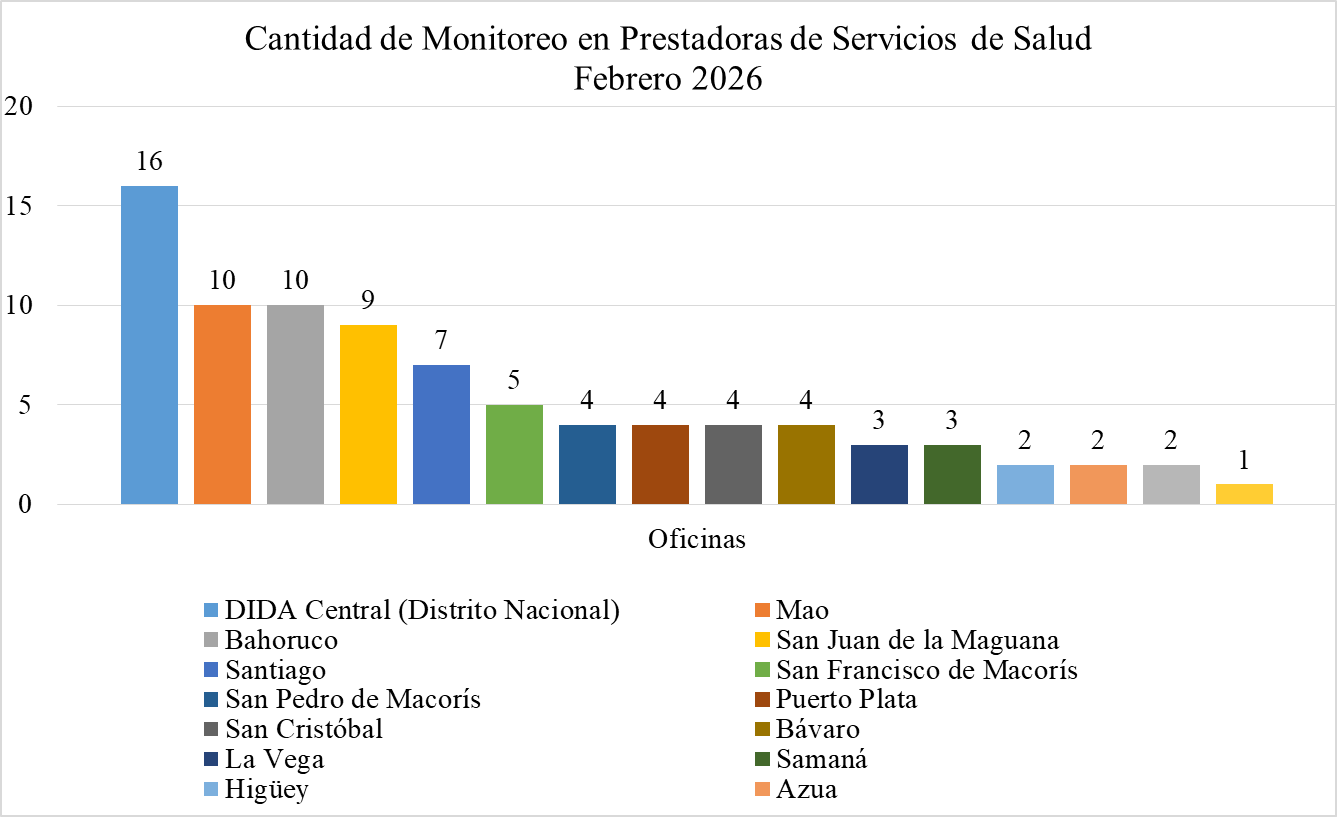 Cantidad de Monitoreo en Prestadoras de Servicios de Salud
Febrero 2026
20
15
10
5
0
16
10
10
9
7
5
4
4
4
4
3
3
2
2
2
1
Oficinas
DIDA Central (Distrito Nacional)
Mao
Bahoruco
San Juan de la Maguana
Santiago
San Francisco de Macorís
San Pedro de Macorís
Puerto Plata
San Cristóbal
Bávaro
La Vega
Samaná
Higüey
Azua